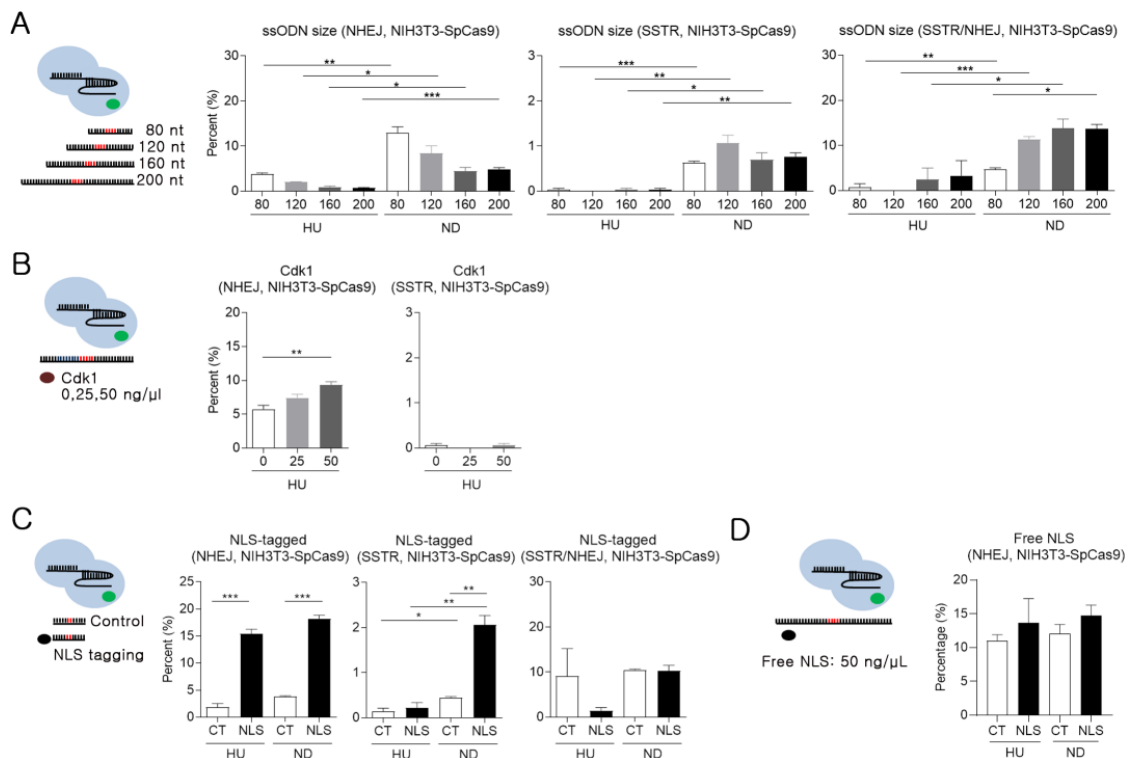 A
80 nt
120 nt
160 nt
200 nt
ssODN size (NHEJ, NIH3T3-SpCas9)
Percent (%)
30
20
10
0
** * * ***
80 120 160 200 80 120 160 200
HU ND
ssODN size (SSTR, NIH3T3-SpCas9)
3
2
1
0
*** ** * **
80 120 160 200 80 120 160 200
HU ND
ssODN size (SSTR/NHEJ, NIH3T3-SpCas9)
30
20
10
0
** *** * *
80 120 160 200 80 120 160 200
HU ND
B
Cdk1
0,25,50 ng/µl
Cdk1
(NHEJ, NIH3T3-SpCas9)
Percent (%)
20
15
10
5
0
**
0 25 50
HU
Cdk1
(SSTR, NIH3T3-SpCas9)
3
2
1
0
0 25 50
HU
C
Control
NLS tagging
NLS-tagged
(NHEJ, NIH3T3-SpCas9)
Percent (%)
25
20
15
10
5
0
*** ***
CT NLS CT NLS
HU ND
NLS-tagged
(SSTR, NIH3T3-SpCas9)
3
2
1
0
** ** *
CT NLS CT NLS
HU ND
NLS-tagged
(SSTR/NHEJ, NIH3T3-SpCas9)
30
20
10
0
CT NLS CT NLS
HU ND
D
Free NLS: 50 ng/µL
Free NLS
(NHEJ, NIH3T3-SpCas9)
Percentage (%)
20
15
10
5
0
CT NLS CT NLS
HU ND